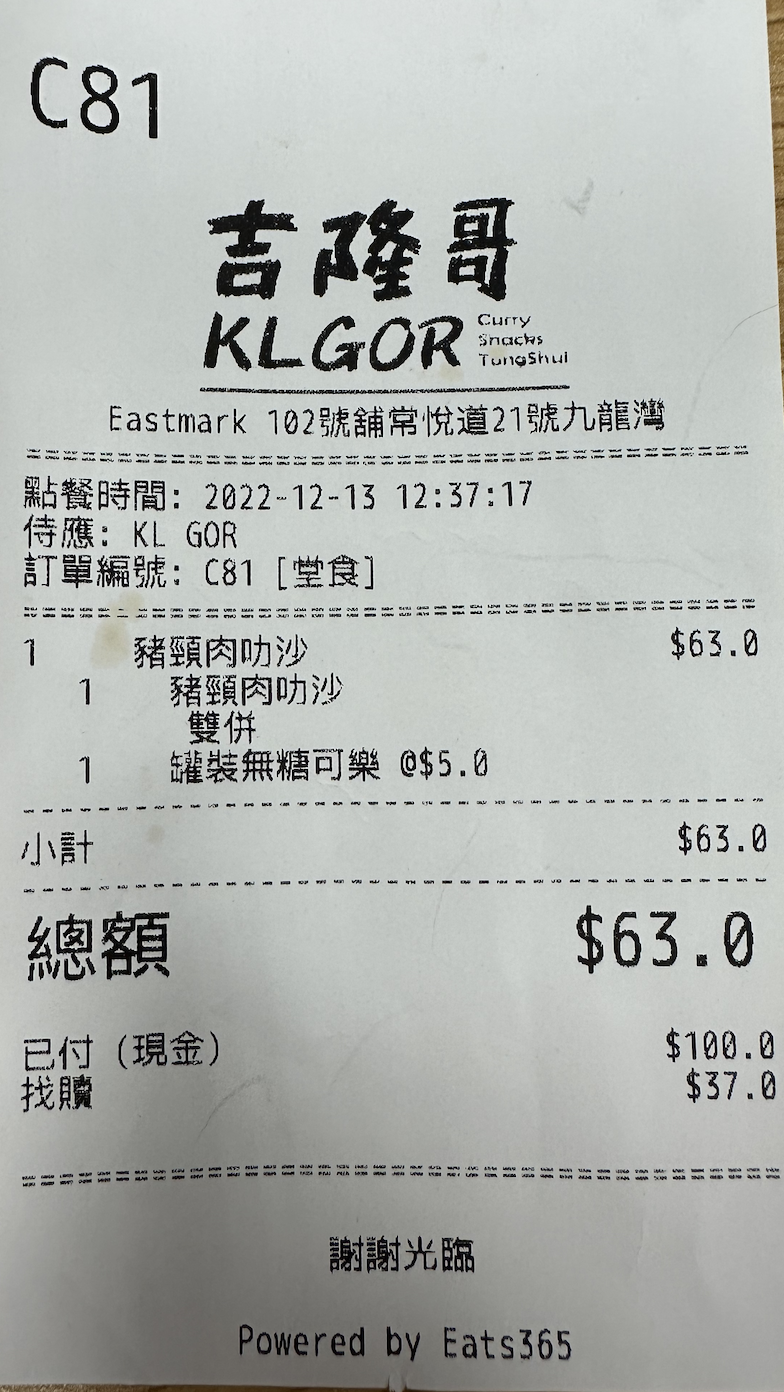 C81
吉隆哥
KLGOR
Curry
Snacks
TongShui
Eastmark 102號舖常悅道21號九龍灣
點餐時間: 2022-12-13 12:37:17
侍應: KL GOR
訂單編號: C81 [堂食]
1 豬頸肉叻沙 $63.0
1 豬頸肉叻沙
雙併
1 罐裝無糖可樂 @$5.0
小計 $63.0
總額 $63.0
已付 (現金) $100.0
找贖 $37.0
謝謝光臨
Powered by Eats365